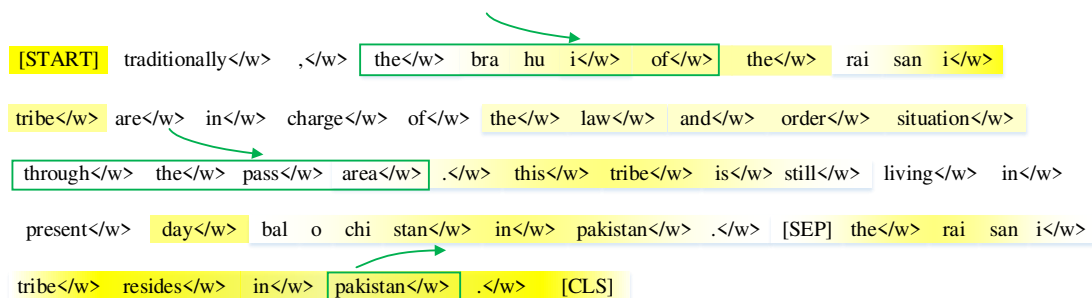 [START] traditionally</w> ,</w> the</w> bra hu i</w> of</w> the</w> rai san i</w>
tribe</w> are</w> in</w> charge</w> of</w> the</w> law</w> and</w> order</w> situation</w>
through</w> the</w> pass</w> area</w> .</w> this</w> tribe</w> is</w> still</w> living</w> in</w>
present</w> day</w> bal o chi stan</w> in</w> pakistan</w> .</w> [SEP] the</w> rai san i</w>
tribe</w> resides</w> in</w> pakistan</w> .</w> [CLS]